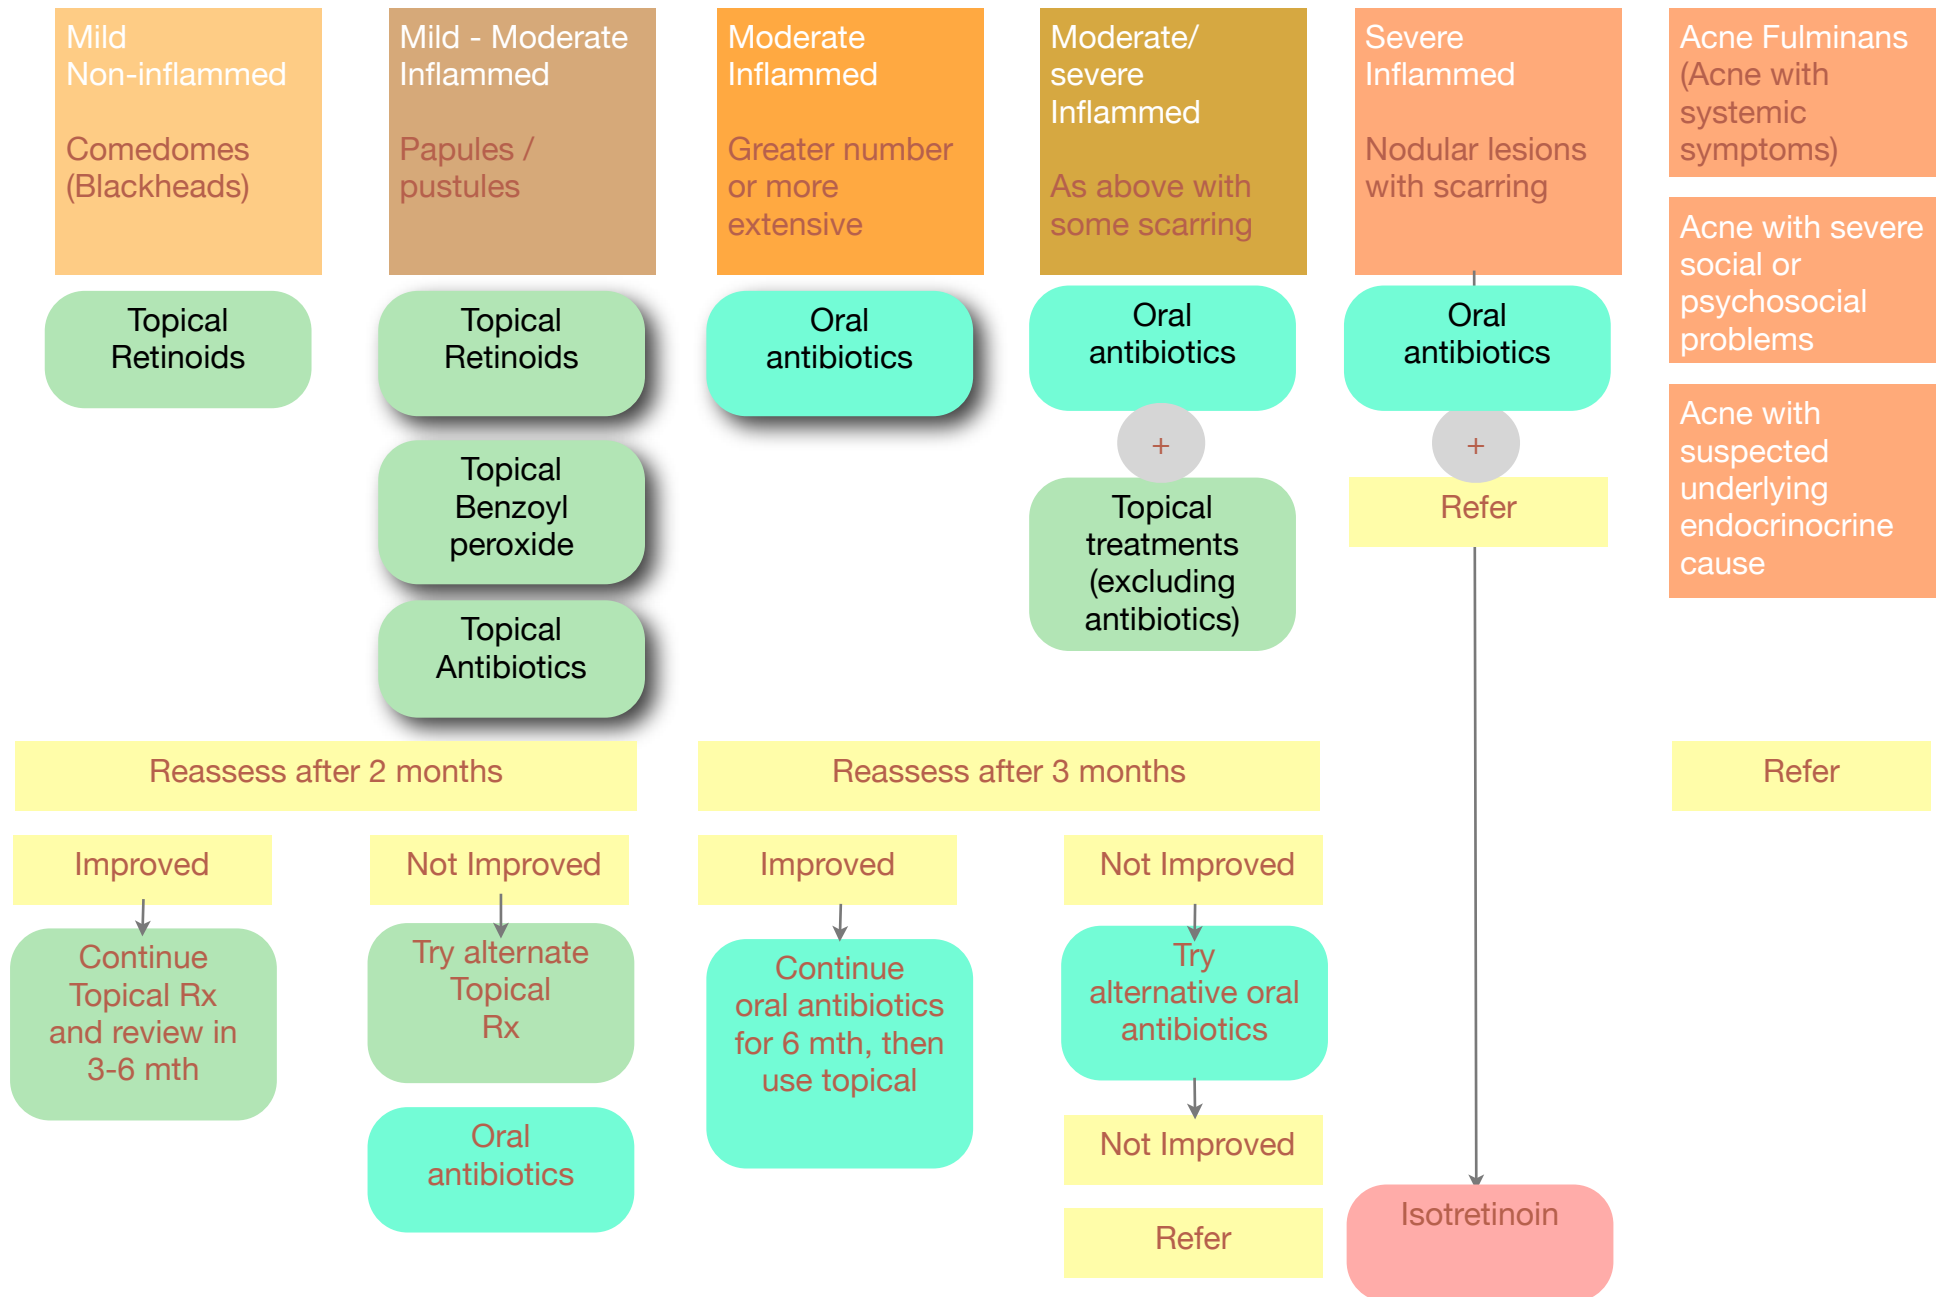 Mild
Non-inflammed
Comedomes
(Blackheads)
Mild - Moderate
Inflammed
Papules /
pustules
Moderate
Inflammed
Greater number
or more
extensive
Moderate/
severe
Inflammed
As above with
some scarring
Severe
Inflammed
Nodular lesions
with scarring
Acne Fulminans
(Acne with
systemic
symptoms)
Acne with severe
social or
psychosocial
problems
Acne with
suspected
underlying
endocrinocrine
cause
Topical
Retinoids
Topical
Retinoids
Topical
Benzoyl
peroxide
Topical
Antibiotics
Oral
antibiotics
Oral
antibiotics
+
Topical
treatments
(excluding
antibiotics)
Oral
antibiotics
+
Refer
Reassess after 2 months
Reassess after 3 months
Refer
Improved
Continue
Topical Rx
and review in
3-6 mth
Not Improved
Try alternate
Topical
Rx
Oral
antibiotics
Improved
Continue
oral antibiotics
for 6 mth, then
use topical
Not Improved
Try
alternative oral
antibiotics
Not Improved
Refer
Isotretinoin